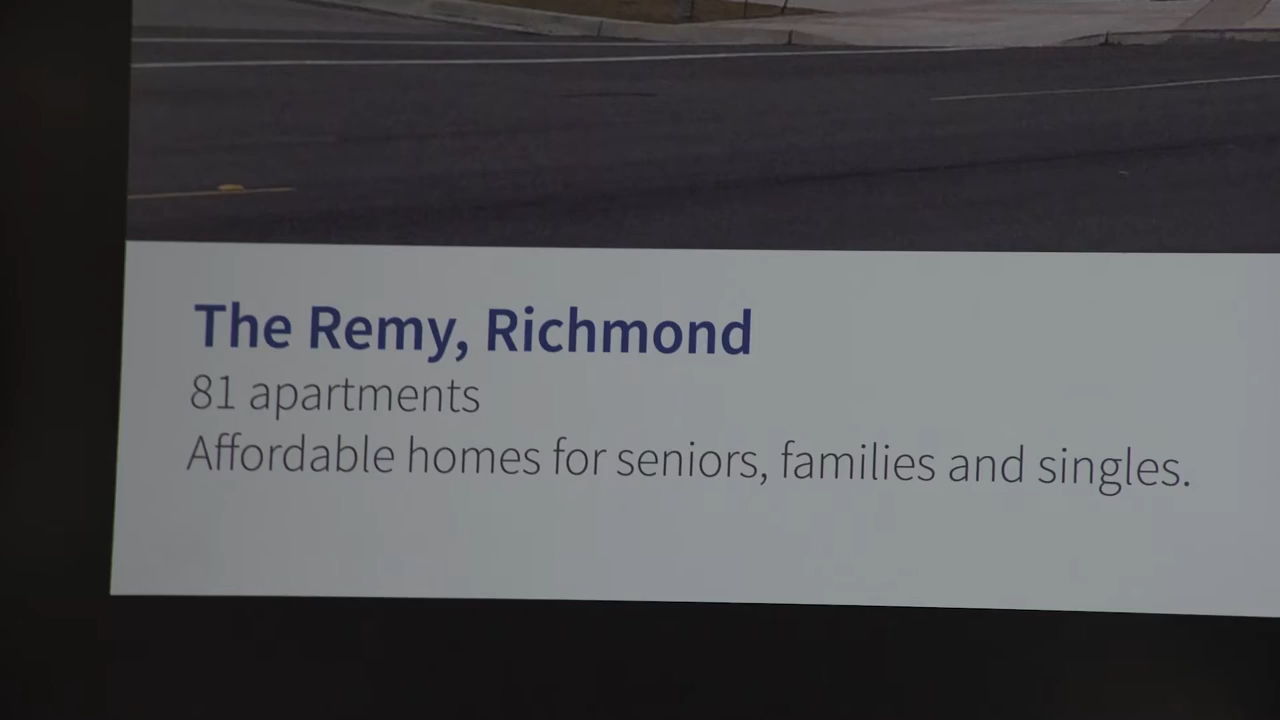 The Remy, Richmond
81 apartments
Affordable homes for seniors, families and singles.